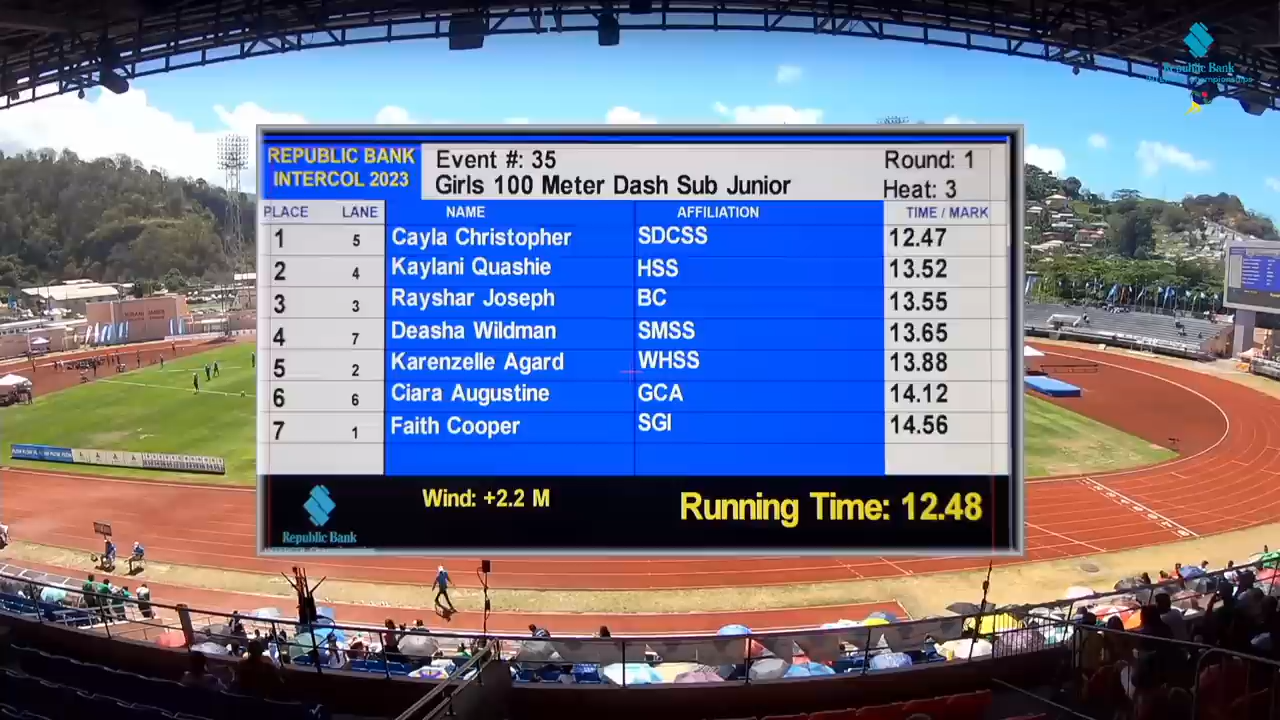 Republic Bank
REPUBLIC BANK
INTERCOL 2023
Event #: 35
Girls 100 Meter Dash Sub Junior
Round: 1
Heat: 3
PLACE LANE NAME AFFILIATION TIME / MARK
1 5 Cayla Christopher SDCSS 12.47
2 4 Kaylani Quashie HSS 13.52
3 3 Rayshar Joseph BC 13.55
4 7 Deasha Wildman SMSS 13.65
5 2 Karenzelle Agard WHSS 13.88
6 6 Ciara Augustine GCA 14.12
7 1 Faith Cooper SGI 14.56
Wind: +2.2 M
Running Time: 12.48
Republic Bank